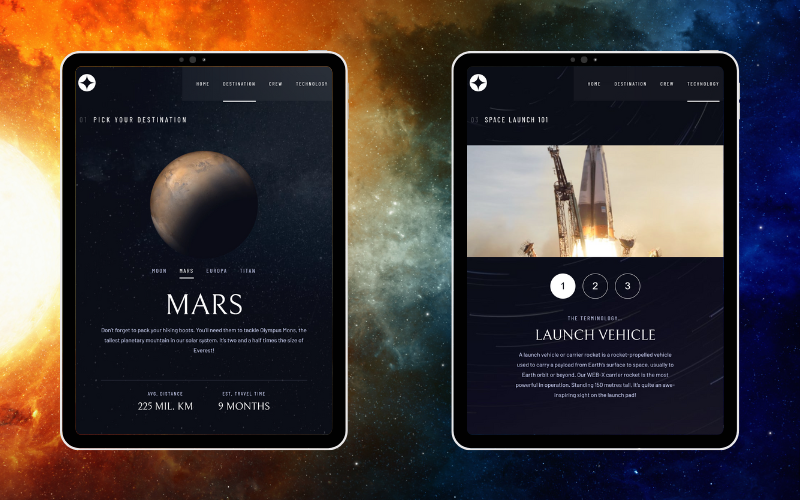 HOME DESTINATION CREW TECHNOLOGY
01 PICK YOUR DESTINATION
MOON MARS EUROPA TITAN
MARS
Don't forget to pack your hiking boots. You'll need them to tackle Olympus Mons, the
tallest planetary mountain in our solar system. It's two and a half times the size of
Everest!
AVG. DISTANCE EST. TRAVEL TIME
225 MIL. KM 9 MONTHS
HOME DESTINATION CREW TECHNOLOGY
03 SPACE LAUNCH 101
1 2 3
THE TERMINOLOGY...
LAUNCH VEHICLE
A launch vehicle or carrier rocket is a rocket-propelled vehicle
used to carry a payload from Earth's surface to space, usually to
Earth orbit or beyond. Our WEB-X carrier rocket is the most
powerful in operation. Standing 150 metres tall, it's quite an awe-
inspiring sight on the launch pad!